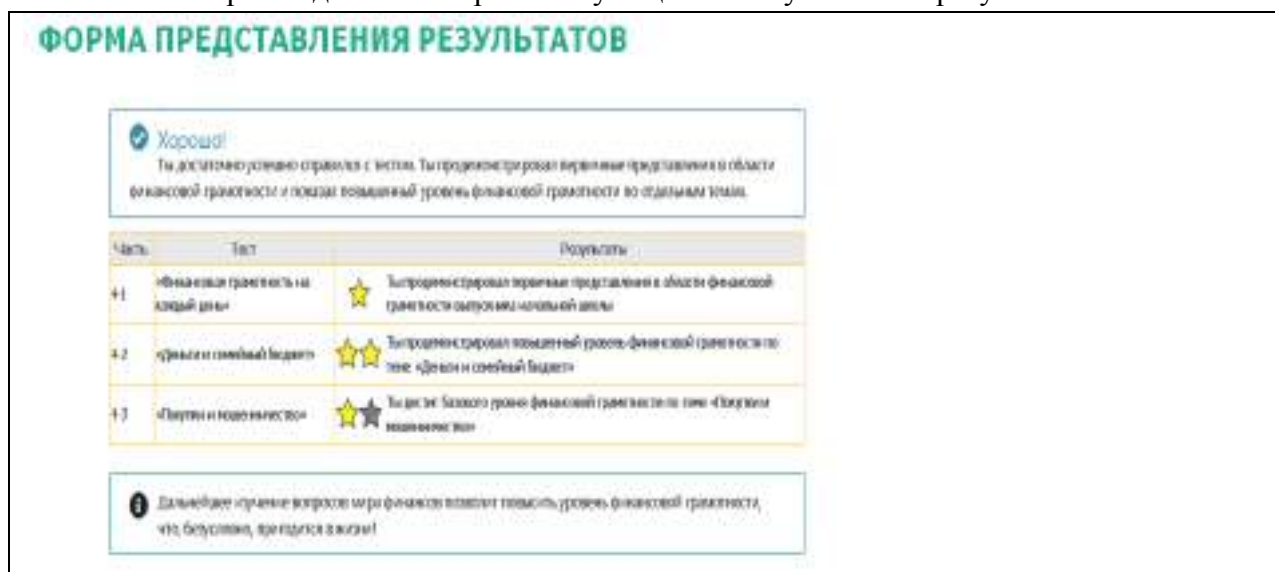 ФОРМА ПРЕДСТАВЛЕНИЯ РЕЗУЛЬТАТОВ
Хорошо!
Ты достаточно успешно справился с тестом. Ты продемонстрировал первичные представления в области
финансовой грамотности и показал повышенный уровень финансовой грамотности по отдельным темам.
Часть Тест Результаты
4-1 «Финансовая грамотность на Ты продемонстрировал первичные представления в области финансовой
каждый день» грамотности выпускника начальной школы
4-2 «Деньги и семейный бюджет» Ты продемонстрировал повышенный уровень финансовой грамотности по
теме «Деньги и семейный бюджет»
4-3 «Покупки и мошенничество» Ты достиг базового уровня финансовой грамотности по теме «Покупки и
мошенничество»
Дальнейшее изучение вопросов мира финансов позволит повысить уровень финансовой грамотности,
что, безусловно, пригодится в жизни!